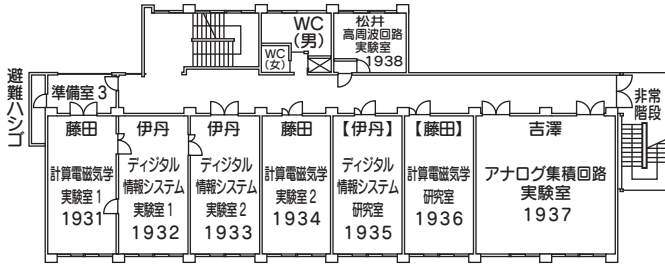 WC
(男)
松井
高周波回路
実験室
1938
WC
(女)
避難ハシゴ
準備室3
非常
階段
藤田
計算電磁気学
実験室1
1931
伊丹
ディジタル
情報システム
実験室1
1932
伊丹
ディジタル
情報システム
実験室2
1933
藤田
計算電磁気学
実験室2
1934
【伊丹】
ディジタル
情報システム
研究室
1935
【藤田】
計算電磁気学
研究室
1936
吉澤
アナログ集積回路
実験室
1937